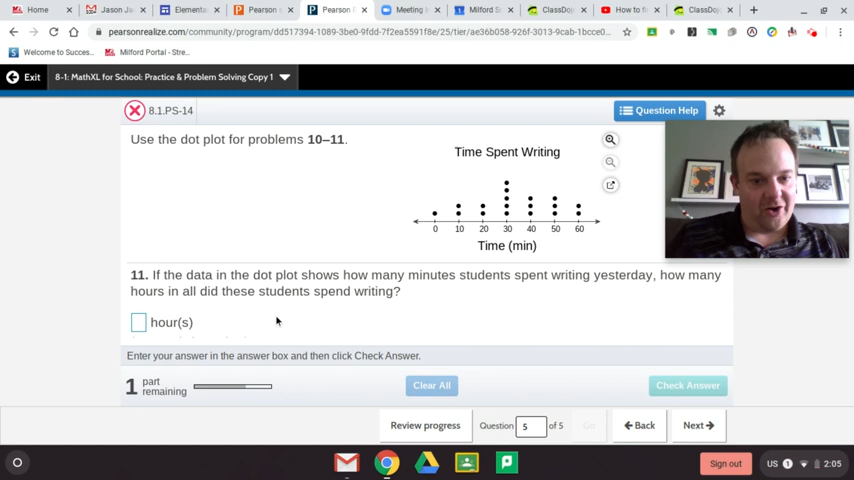 Home
Jason Ja
Elementa
Pearson
Pearson R
Meeting i
Milford S
ClassDojo
How to fi
ClassDojo
pearsonrealize.com/community/program/dd517394-1089-3be0-9fdd-7f2ea5591f8e/25/tier/ae36b058-926f-3013-9cab-1bcce0...
Welcome to Succes...
Milford Portal - Stre...
Exit
8-1: MathXL for School: Practice & Problem Solving Copy 1
8.1.PS-14
Question Help
Use the dot plot for problems 10–11.
Time Spent Writing
0 10 20 30 40 50 60
Time (min)
11. If the data in the dot plot shows how many minutes students spent writing yesterday, how many
hours in all did these students spend writing?
hour(s)
Enter your answer in the answer box and then click Check Answer.
1 part
remaining
Clear All
Check Answer
Review progress
Question 5 of 5
Go
Back
Next
Sign out
US
1
2:05